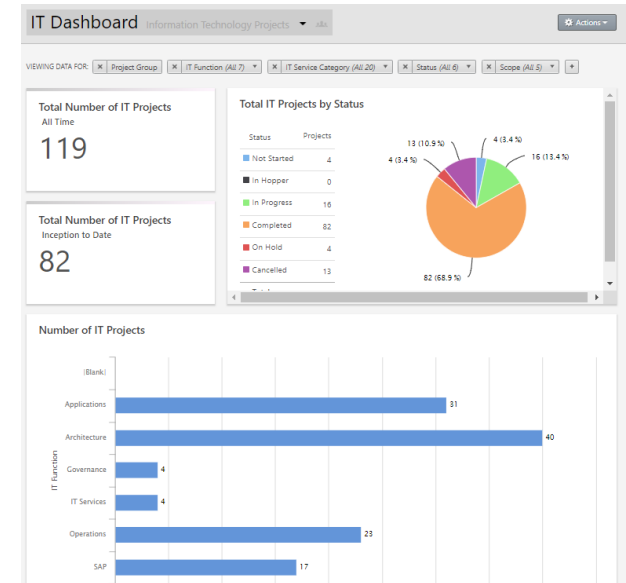 IT Dashboard Information Technology Projects
Actions
VIEWING DATA FOR: × Project Group × IT Function (All 7) × IT Service Category (All 20) × Status (All 6) × Scope (All 5) +
Total Number of IT Projects
All Time
119
Total Number of IT Projects
Inception to Date
82
Total IT Projects by Status
Status Projects
Not Started 4
In Hopper 0
In Progress 16
Completed 82
On Hold 4
Cancelled 13
13 (10.9 %)
4 (3.4 %)
4 (3.4 %)
16 (13.4 %)
82 (68.9 %)
Number of IT Projects
IT Function
(Blank)
Applications 31
Architecture 40
Governance 4
IT Services 4
Operations 23
SAP 17